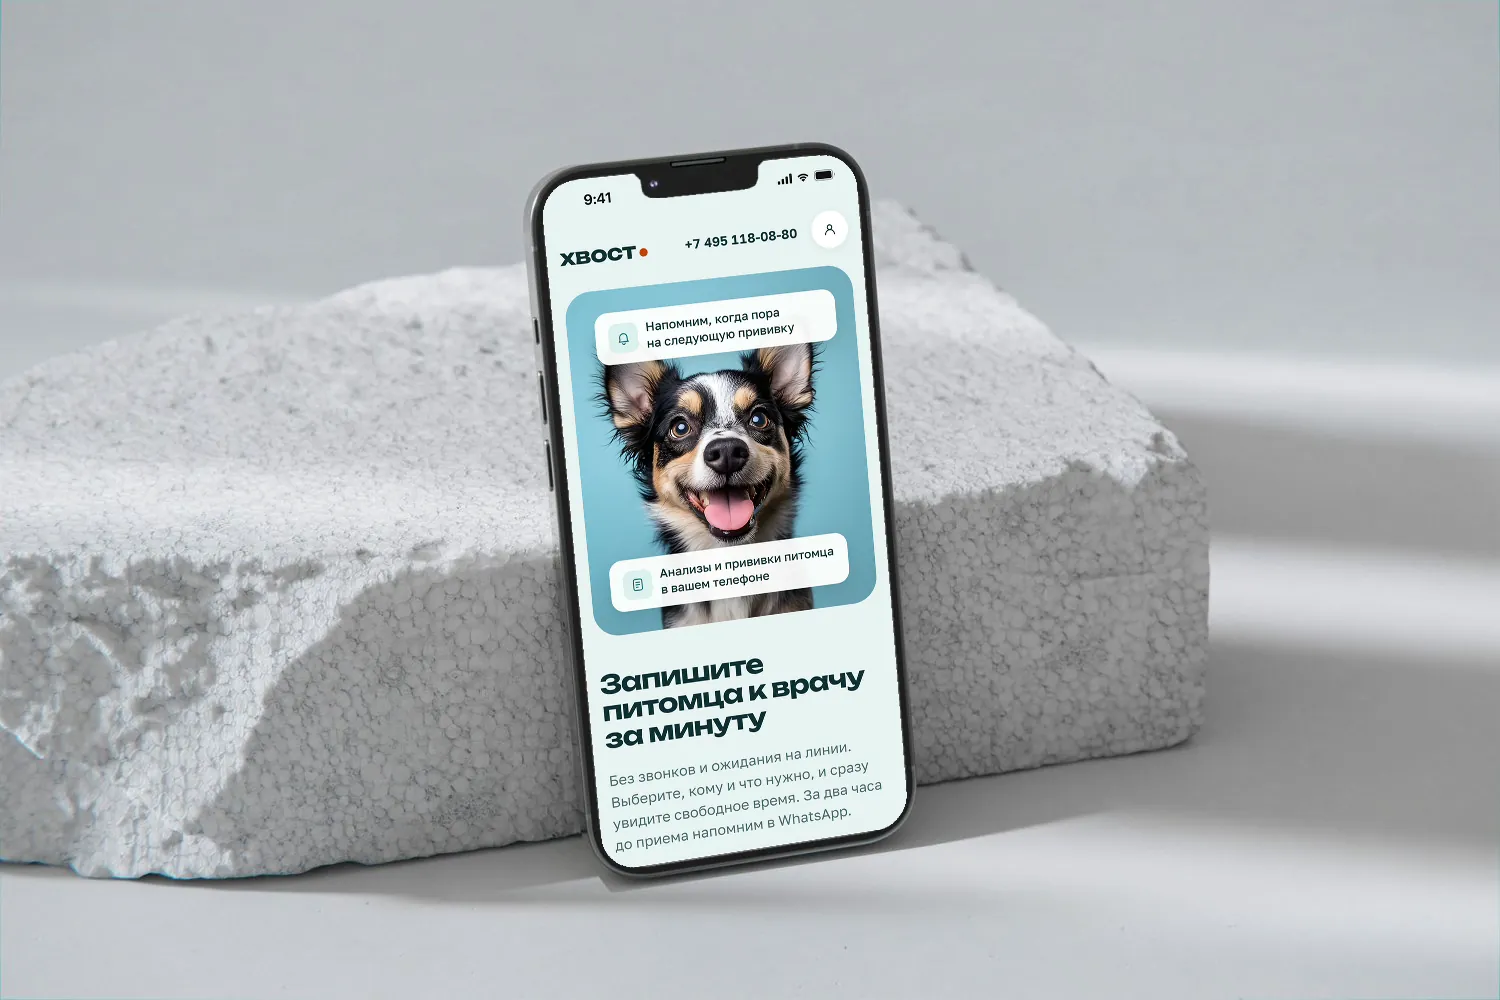 9:41
хвост
+7 495 118-08-80
Напомним, когда пора
на следующую прививку
Анализы и прививки питомца
в вашем телефоне
Запишите
питомца к врачу
за минуту
Без звонков и ожидания на линии.
Выберите, кому и что нужно, и сразу
увидите свободное время. За два часа
до приема напомним в WhatsApp.